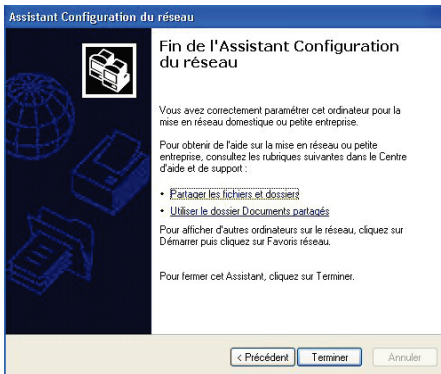 Assistant Configuration du réseau
Fin de l'Assistant Configuration
du réseau
Vous avez correctement paramétrer cet ordinateur pour la
mise en réseau domestique ou petite entreprise.
Pour obtenir de l'aide sur la mise en réseau ou petite
entreprise, consultez les rubriques suivantes dans le Centre
d'aide et de support :
• Partager les fichiers et dossiers
• Utiliser le dossier Documents partagés
Pour afficher d'autres ordinateurs sur le réseau, cliquez sur
Démarrer puis cliquez sur Favoris réseau.
Pour fermer cet Assistant, cliquez sur Terminer.
< Précédent Terminer Annuler